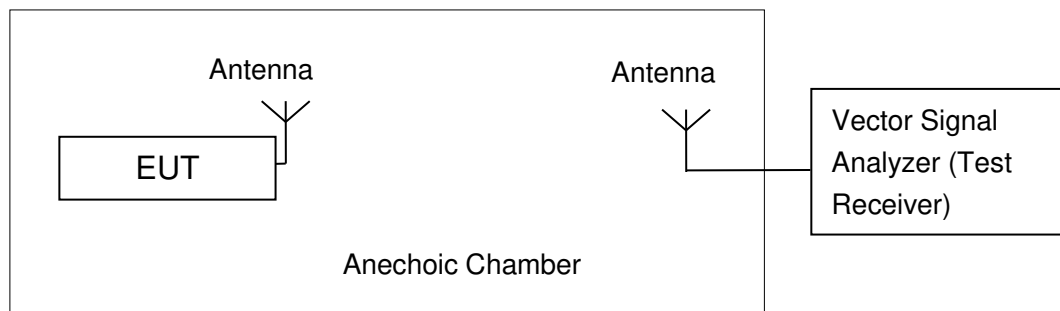 Antenna
Antenna
EUT
Vector Signal
Analyzer (Test
Receiver)
Anechoic Chamber